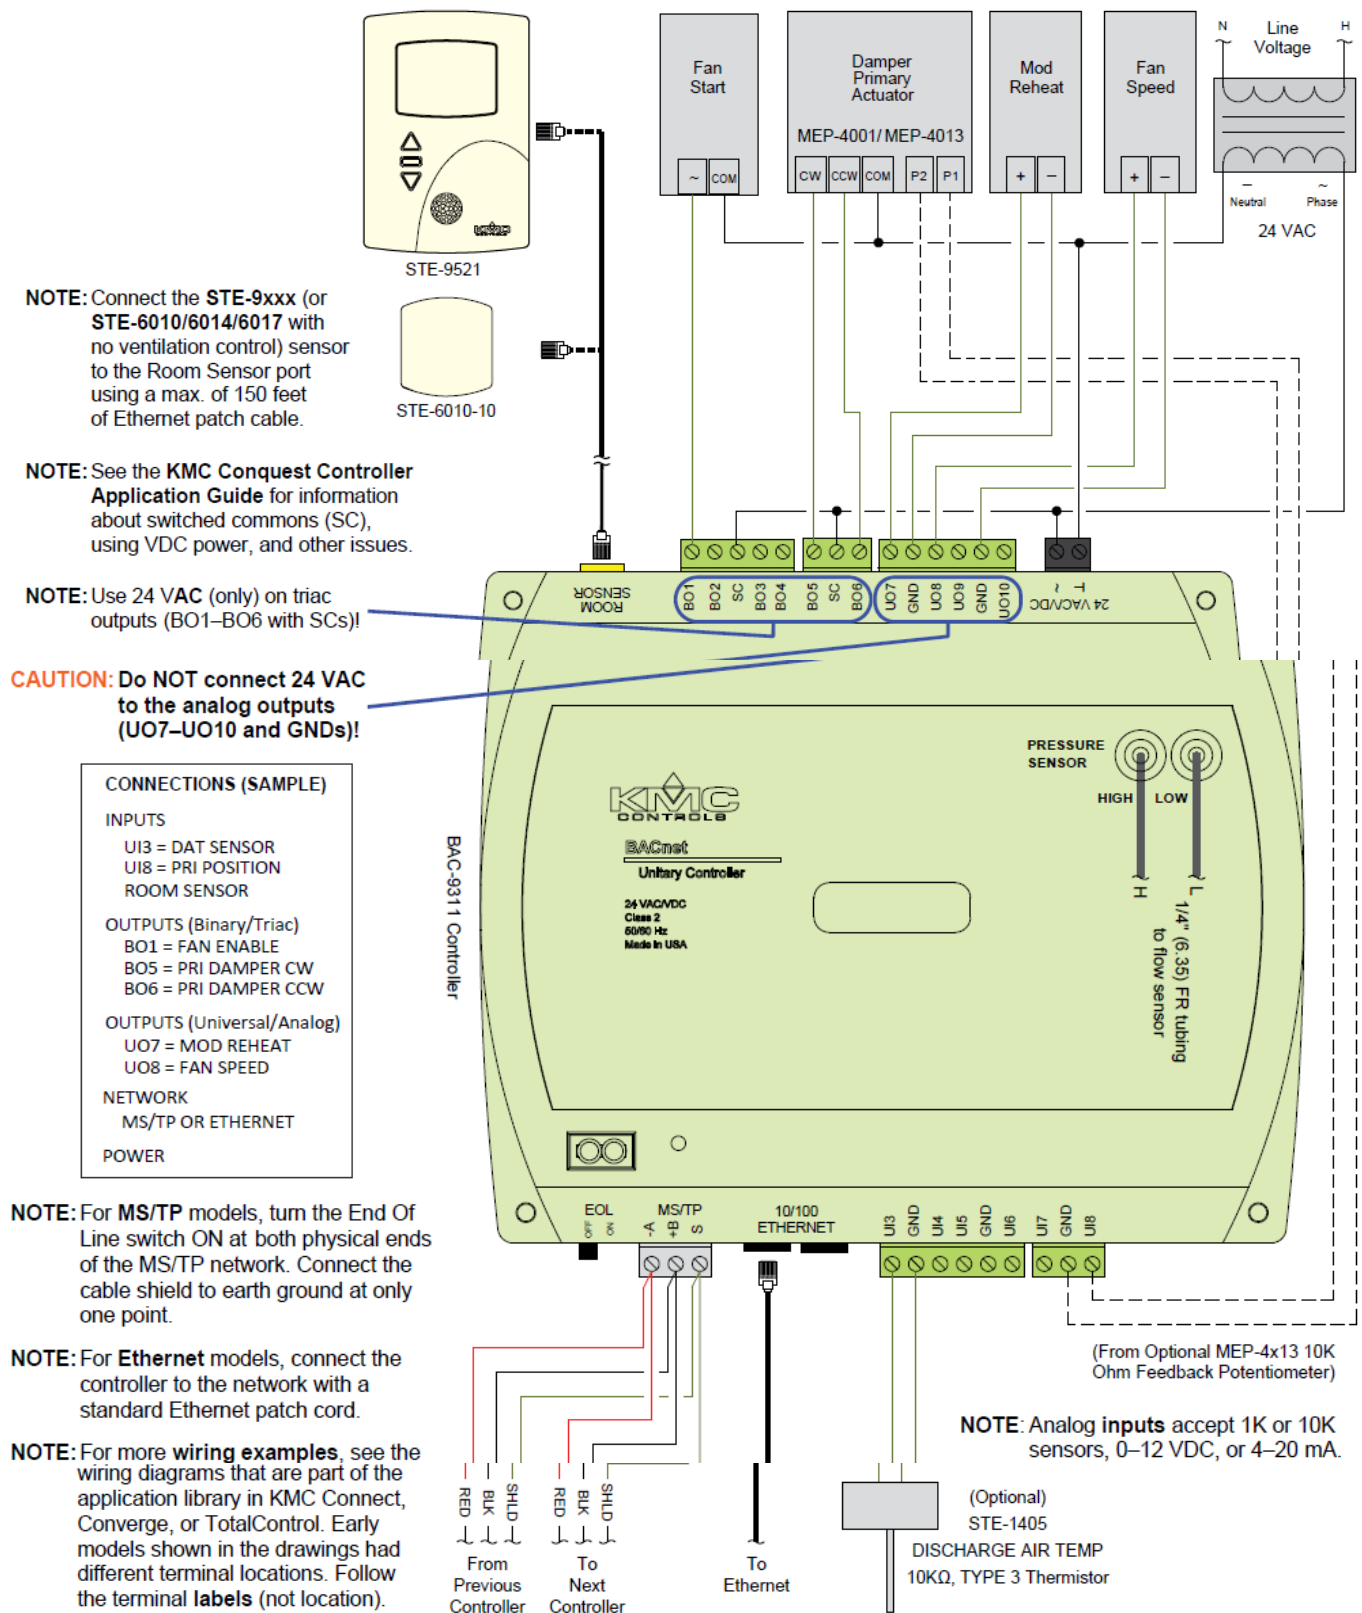 N
Line
Voltage
H
Fan
Start
~
COM
Damper
Primary
Actuator
MEP-4001/ MEP-4013
CW
CCW
COM
P2
P1
Mod
Reheat
+
–
Fan
Speed
+
–
–
Neutral
~
Phase
24 VAC
KMC
CONTROLS
STE-9521
STE-6010-10
NOTE: Connect the STE-9xxx (or
STE-6010/6014/6017 with
no ventilation control) sensor
to the Room Sensor port
using a max. of 150 feet
of Ethernet patch cable.
NOTE: See the KMC Conquest Controller
Application Guide for information
about switched commons (SC),
using VDC power, and other issues.
NOTE: Use 24 VAC (only) on triac
outputs (BO1–BO6 with SCs)!
CAUTION: Do NOT connect 24 VAC
to the analog outputs
(UO7–UO10 and GNDs)!
ROOM
SENSOR
BO1
BO2
SC
BO3
BO4
BO5
SC
BO6
UO7
GND
UO8
UO9
GND
UO10
~
⊥
24 VAC/VDC
CONNECTIONS (SAMPLE)
INPUTS
UI3 = DAT SENSOR
UI8 = PRI POSITION
ROOM SENSOR
OUTPUTS (Binary/Triac)
BO1 = FAN ENABLE
BO5 = PRI DAMPER CW
BO6 = PRI DAMPER CCW
OUTPUTS (Universal/Analog)
UO7 = MOD REHEAT
UO8 = FAN SPEED
NETWORK
MS/TP OR ETHERNET
POWER
BAC-9311 Controller
KMC
CONTROLS
BACnet
Unitary Controller
24 VAC/VDC
Class 2
50/60 Hz
Made in USA
PRESSURE
SENSOR
HIGH
LOW
H
L
1/4" (6.35) FR tubing
to flow sensor
EOL
OFF
ON
MS/TP
-A
+B
S
10/100
ETHERNET
UI3
GND
UI4
UI5
GND
UI6
UI7
GND
UI8
NOTE: For MS/TP models, turn the End Of
Line switch ON at both physical ends
of the MS/TP network. Connect the
cable shield to earth ground at only
one point.
NOTE: For Ethernet models, connect the
controller to the network with a
standard Ethernet patch cord.
NOTE: For more wiring examples, see the
wiring diagrams that are part of the
application library in KMC Connect,
Converge, or TotalControl. Early
models shown in the drawings had
different terminal locations. Follow
the terminal labels (not location).
RED
BLK
SHLD
RED
BLK
SHLD
From
Previous
Controller
To
Next
Controller
To
Ethernet
(From Optional MEP-4x13 10K
Ohm Feedback Potentiometer)
NOTE: Analog inputs accept 1K or 10K
sensors, 0–12 VDC, or 4–20 mA.
(Optional)
STE-1405
DISCHARGE AIR TEMP
10KΩ, TYPE 3 Thermistor